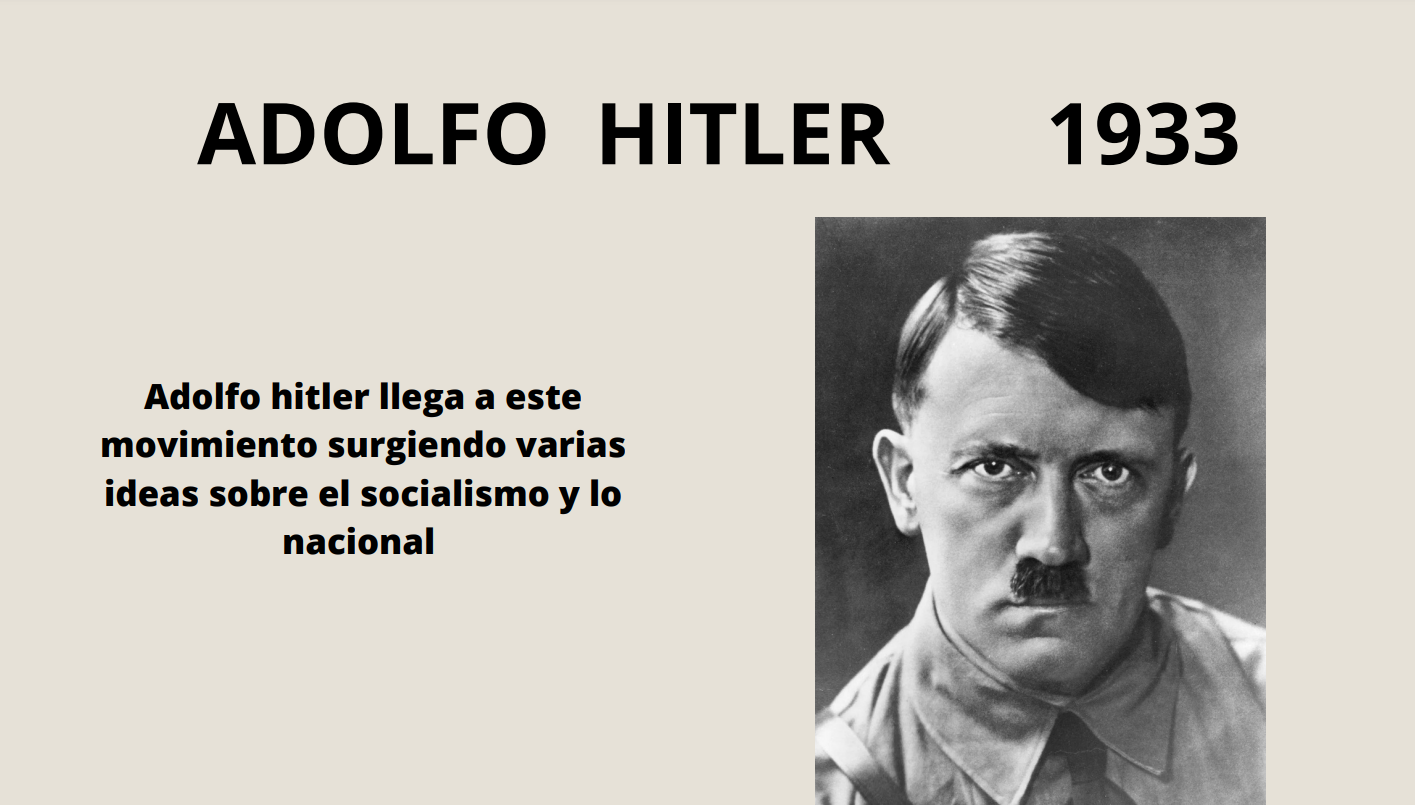 ADOLFO HITLER 1933
Adolfo hitler llega a este
movimiento surgiendo varias
ideas sobre el socialismo y lo
nacional